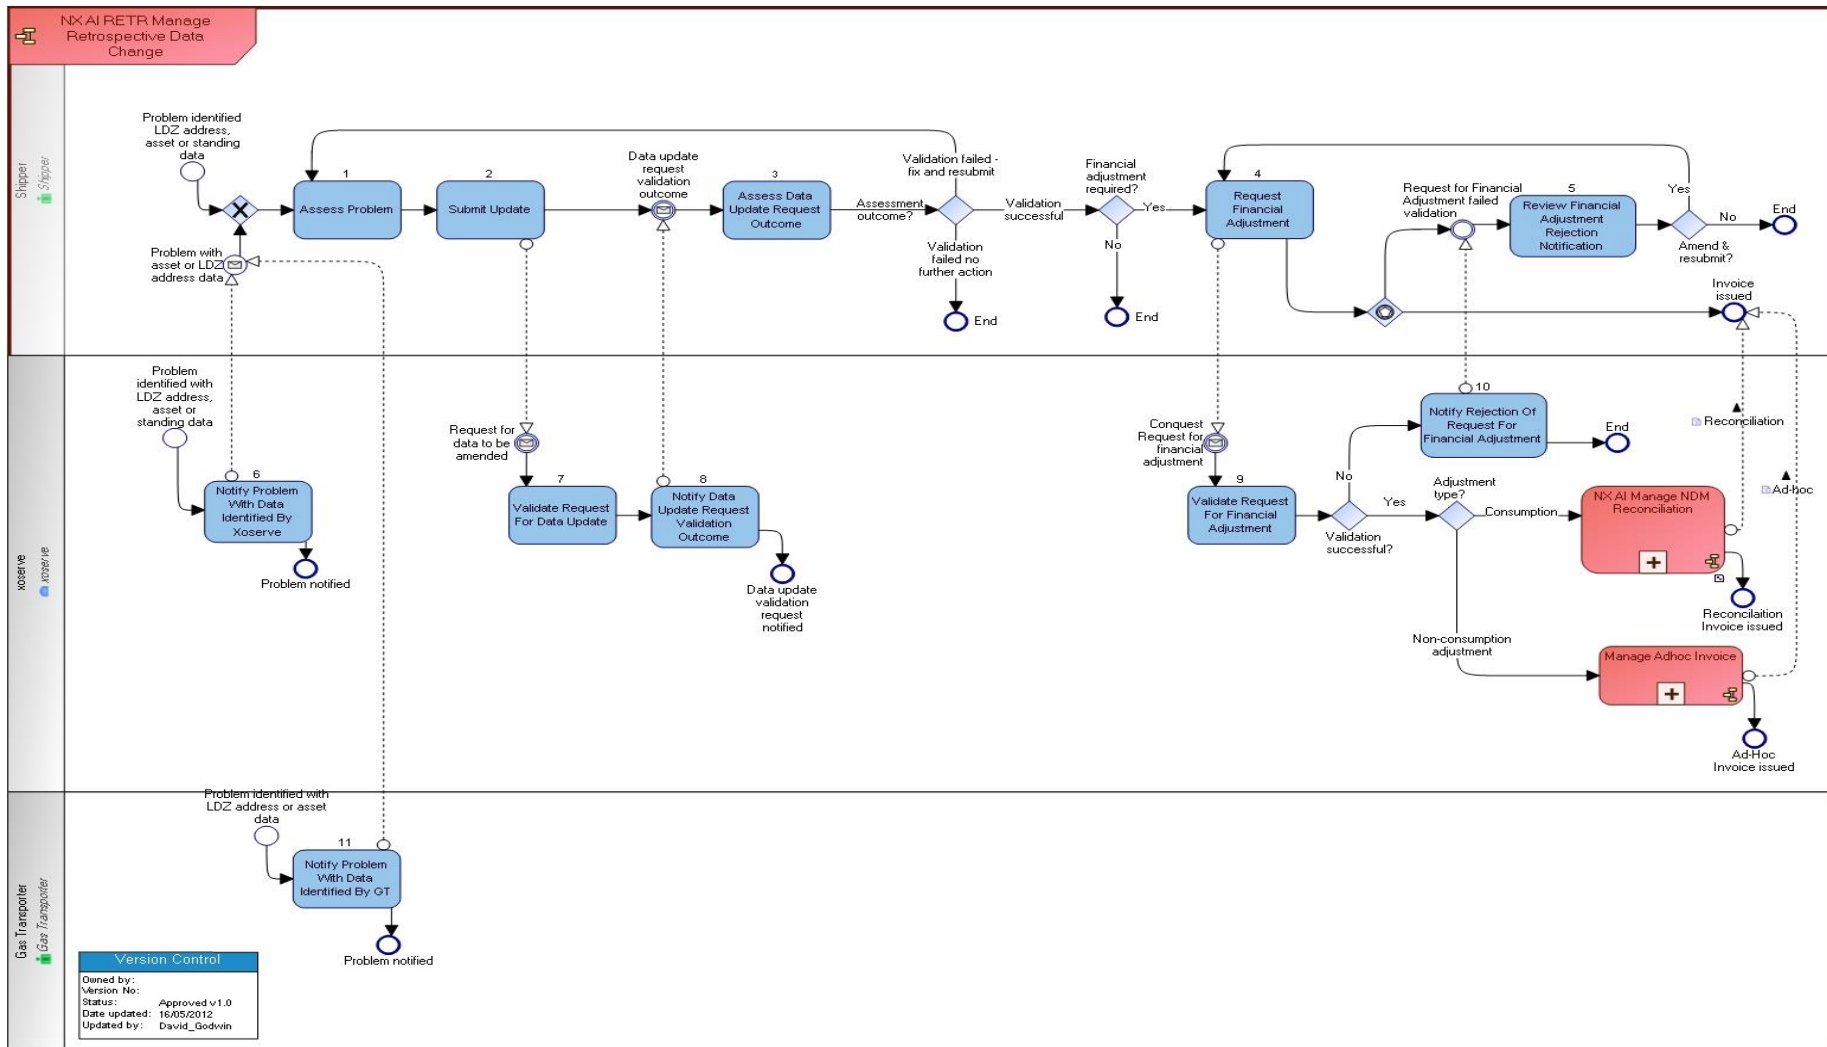 NX AI RETR Manage
Retrospective Data
Change
Shipper
Shipper
Problem identified
LDZ address,
asset or standing
data
Problem with
asset or LDZ
address data
1
Assess Problem
2
Submit Update
Data update
request
validation
outcome
3
Assess Data
Update Request
Outcome
Assessment
outcome?
Validation failed -
fix and resubmit
Validation
successful
Validation
failed no
further action
End
Financial
adjustment
required?
Yes
No
End
4
Request
Financial
Adjustment
Request for Financial
Adjustment failed
validation
5
Review Financial
Adjustment
Rejection
Notification
Yes
No
Amend &
resubmit?
End
Invoice
issued
xoserve
xoserve
Problem
identified with
LDZ address,
asset or
standing data
6
Notify Problem
With Data
Identified By
Xoserve
Problem notified
Request for
data to be
amended
7
Validate Request
For Data Update
8
Notify Data
Update Request
Validation
Outcome
Data update
validation
request
notified
Conquest
Request for
financial
adjustment
9
Validate Request
For Financial
Adjustment
No
Yes
Validation
successful?
10
Notify Rejection Of
Request For
Financial Adjustment
End
Adjustment
type?
Consumption
Non-consumption
adjustment
NX AI Manage NDM
Reconciliation
Reconciliation
Ad-hoc
Reconcilaition
Invoice issued
Manage Adhoc Invoice
Ad-Hoc
Invoice issued
Gas Transporter
Gas Transporter
Problem identified with
LDZ address or asset
data
11
Notify Problem
With Data
Identified By GT
Problem notified
Version Control
Owned by:
Version No:
Status: Approved v1.0
Date updated: 16/05/2012
Updated by: David_Godwin